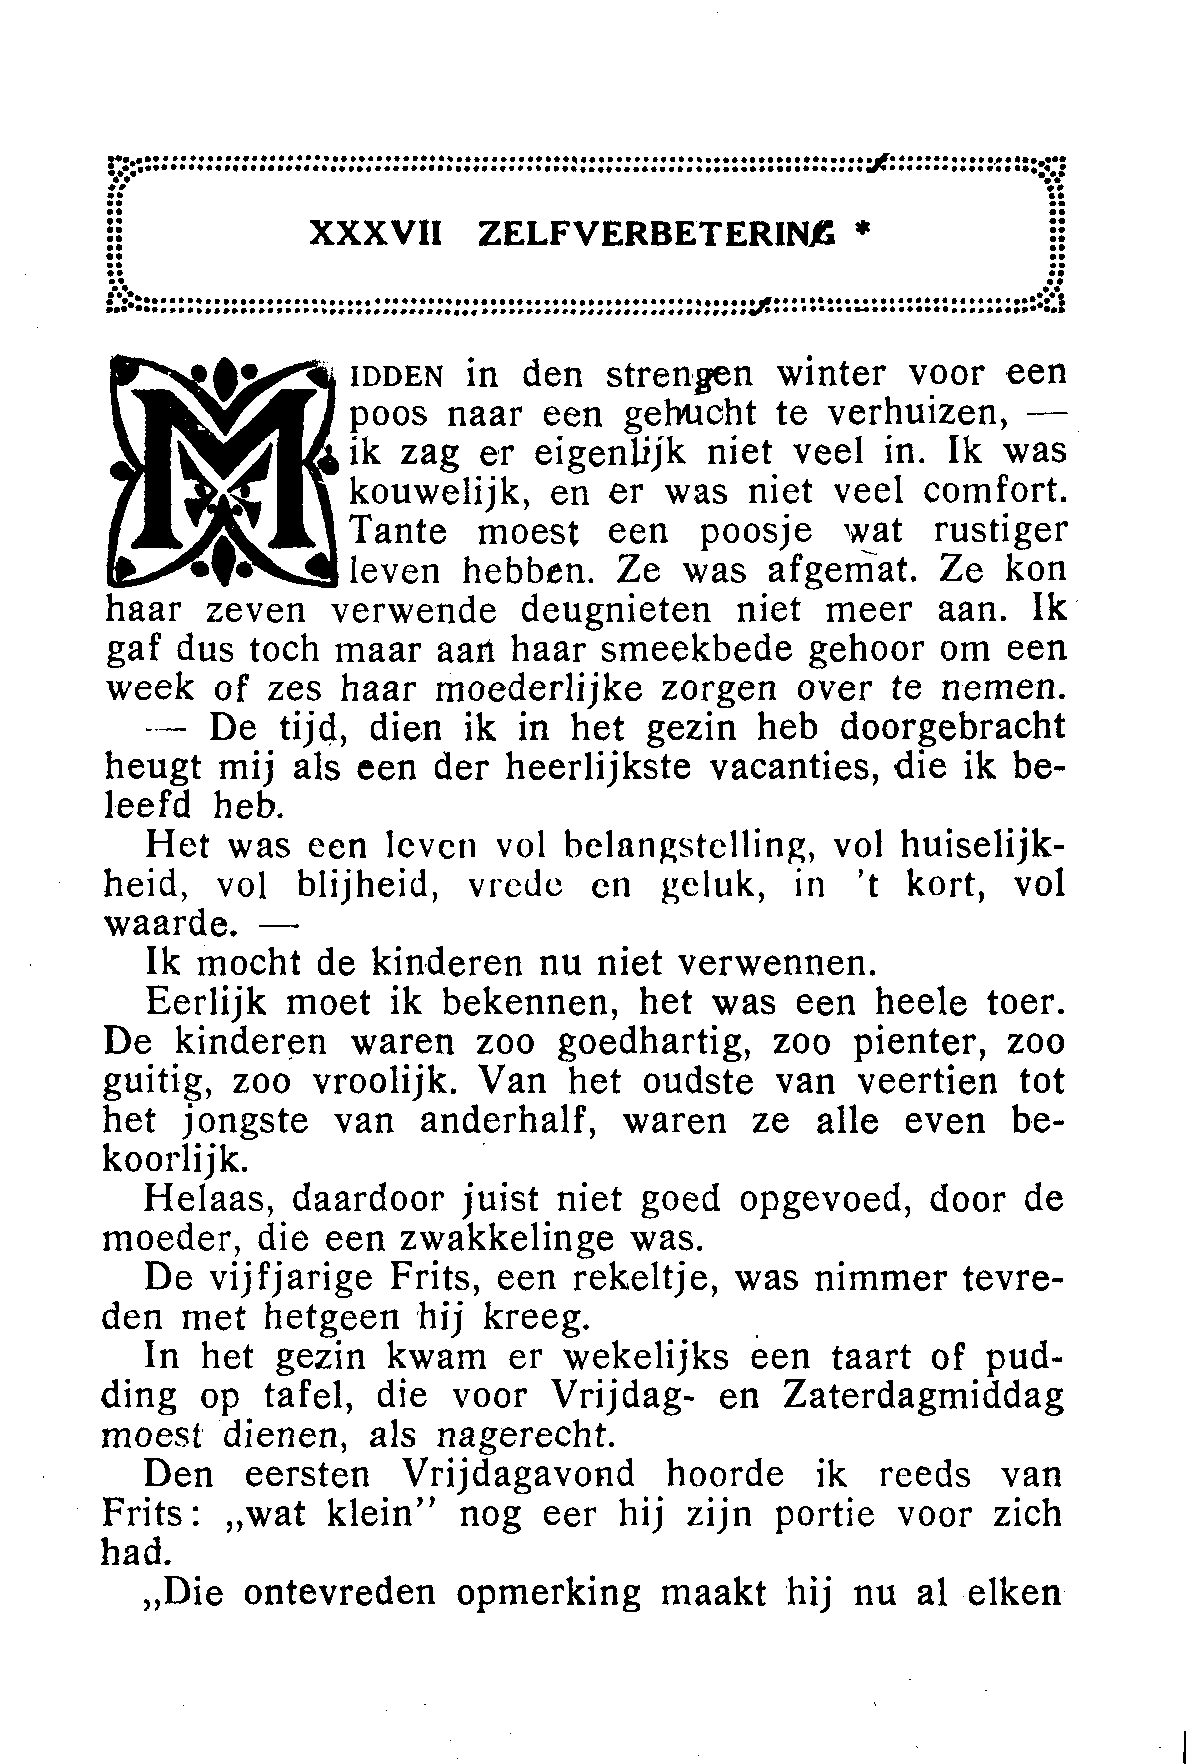 XXXVII ZELFVERBETERING *
MIDDEN in den strengen winter voor een
poos naar een gehucht te verhuizen, —
ik zag er eigenlijk niet veel in. Ik was
kouwelijk, en er was niet veel comfort.
Tante moest een poosje wat rustiger
leven hebben. Ze was afgemat. Ze kon
haar zeven verwende deugnieten niet meer aan. Ik
gaf dus toch maar aan haar smeekbede gehoor om een
week of zes haar moederlijke zorgen over te nemen.
— De tijd, dien ik in het gezin heb doorgebracht
heugt mij als een der heerlijkste vacanties, die ik be-
leefd heb.
Het was een leven vol belangstelling, vol huiselijk-
heid, vol blijheid, vrede en geluk, in 't kort, vol
waarde. —
Ik mocht de kinderen nu niet verwennen.
Eerlijk moet ik bekennen, het was een heele toer.
De kinderen waren zoo goedhartig, zoo pienter, zoo
guitig, zoo vroolijk. Van het oudste van veertien tot
het jongste van anderhalf, waren ze alle even be-
koorlijk.
Helaas, daardoor juist niet goed opgevoed, door de
moeder, die een zwakkelinge was.
De vijfjarige Frits, een rekeltje, was nimmer tevre-
den met hetgeen hij kreeg.
In het gezin kwam er wekelijks een taart of pud-
ding op tafel, die voor Vrijdag- en Zaterdagmiddag
moest dienen, als nagerecht.
Den eersten Vrijdagavond hoorde ik reeds van
Frits: „wat klein” nog eer hij zijn portie voor zich
had.
„Die ontevreden opmerking maakt hij nu al elken